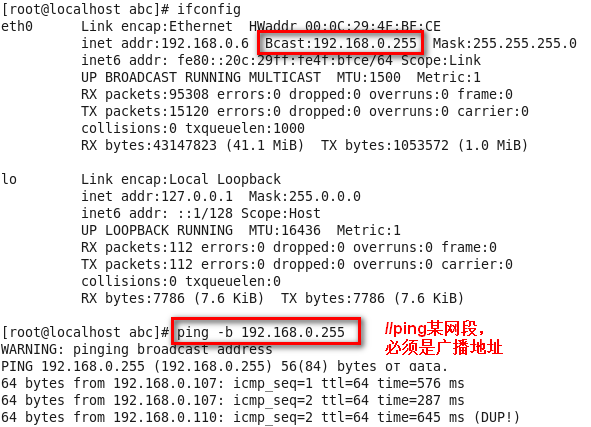 [root@localhost abc]# ifconfig
eth0 Link encap:Ethernet HWaddr 00:0C:29:4F:BF:CE
inet addr:192.168.0.6 Bcast:192.168.0.255 Mask:255.255.255.0
inet6 addr: fe80::20c:29ff:fe4f:bfce/64 Scope:Link
UP BROADCAST RUNNING MULTICAST MTU:1500 Metric:1
RX packets:95308 errors:0 dropped:0 overruns:0 frame:0
TX packets:15120 errors:0 dropped:0 overruns:0 carrier:0
collisions:0 txqueuelen:1000
RX bytes:43147823 (41.1 MiB) TX bytes:1053572 (1.0 MiB)
lo Link encap:Local Loopback
inet addr:127.0.0.1 Mask:255.0.0.0
inet6 addr: ::1/128 Scope:Host
UP LOOPBACK RUNNING MTU:16436 Metric:1
RX packets:112 errors:0 dropped:0 overruns:0 frame:0
TX packets:112 errors:0 dropped:0 overruns:0 carrier:0
collisions:0 txqueuelen:0
RX bytes:7786 (7.6 KiB) TX bytes:7786 (7.6 KiB)
[root@localhost abc]# ping -b 192.168.0.255
//ping某网段，
必须是广播地址
WARNING: pinging broadcast address
PING 192.168.0.255 (192.168.0.255) 56(84) bytes of data.
64 bytes from 192.168.0.107: icmp_seq=1 ttl=64 time=576 ms
64 bytes from 192.168.0.107: icmp_seq=2 ttl=64 time=287 ms
64 bytes from 192.168.0.110: icmp_seq=2 ttl=64 time=645 ms (DUP!)